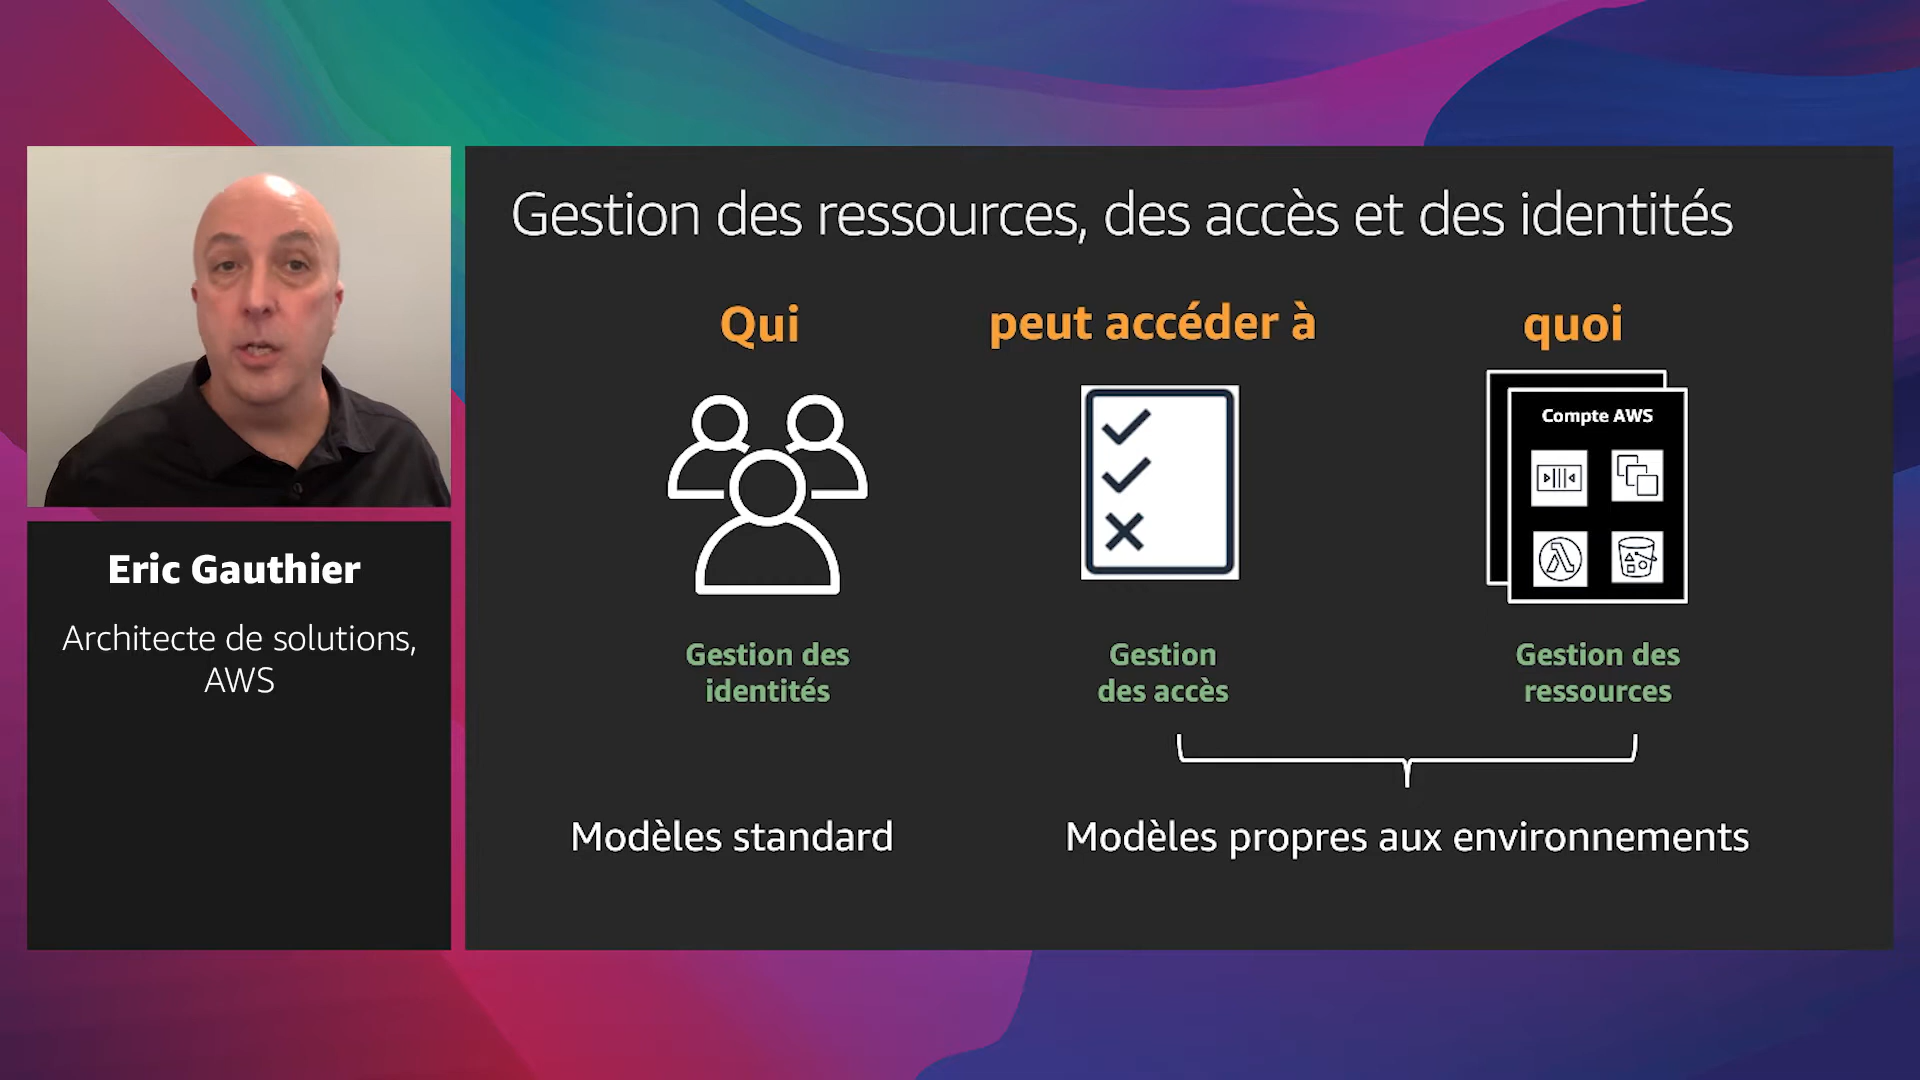 Gestion des ressources, des accès et des identités
Qui
peut accéder à
quoi
Compte AWS
Gestion des
identités
Gestion
des accès
Gestion des
ressources
Modèles standard
Modèles propres aux environnements
Eric Gauthier
Architecte de solutions,
AWS